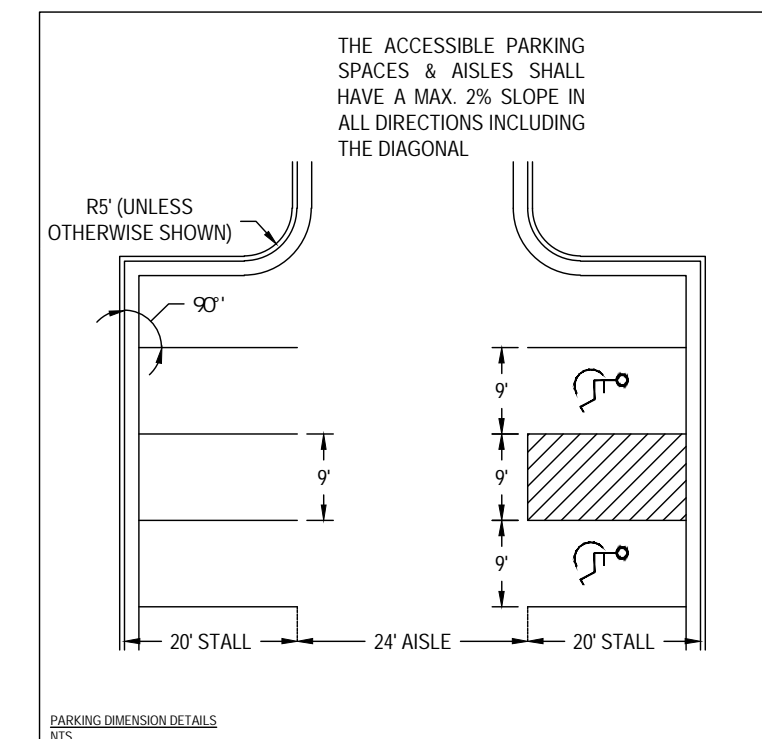 THE ACCESSIBLE PARKING
SPACES & AISLES SHALL
HAVE A MAX. 2% SLOPE IN
ALL DIRECTIONS INCLUDING
THE DIAGONAL
R5' (UNLESS
OTHERWISE SHOWN)
90°'
9'
9'
9'
9'
20' STALL
24' AISLE
20' STALL
PARKING DIMENSION DETAILS
NTS